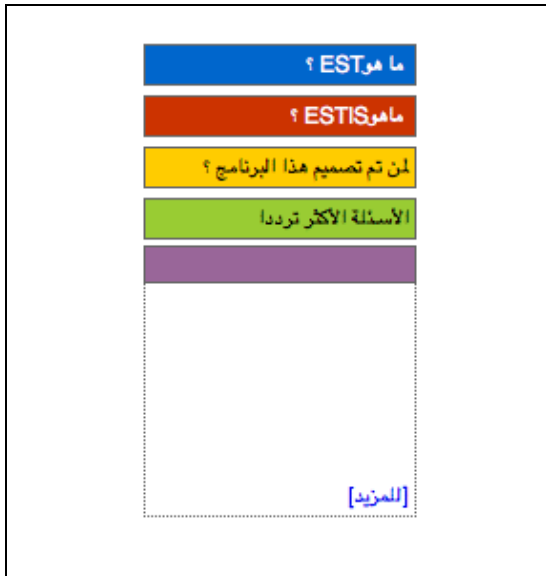 ما هوEST ؟
ماهوESTIS ؟
لمن تم تصميم هذا البرنامج ؟
الأسئلة الأكثر ترددا
[للمزيد]